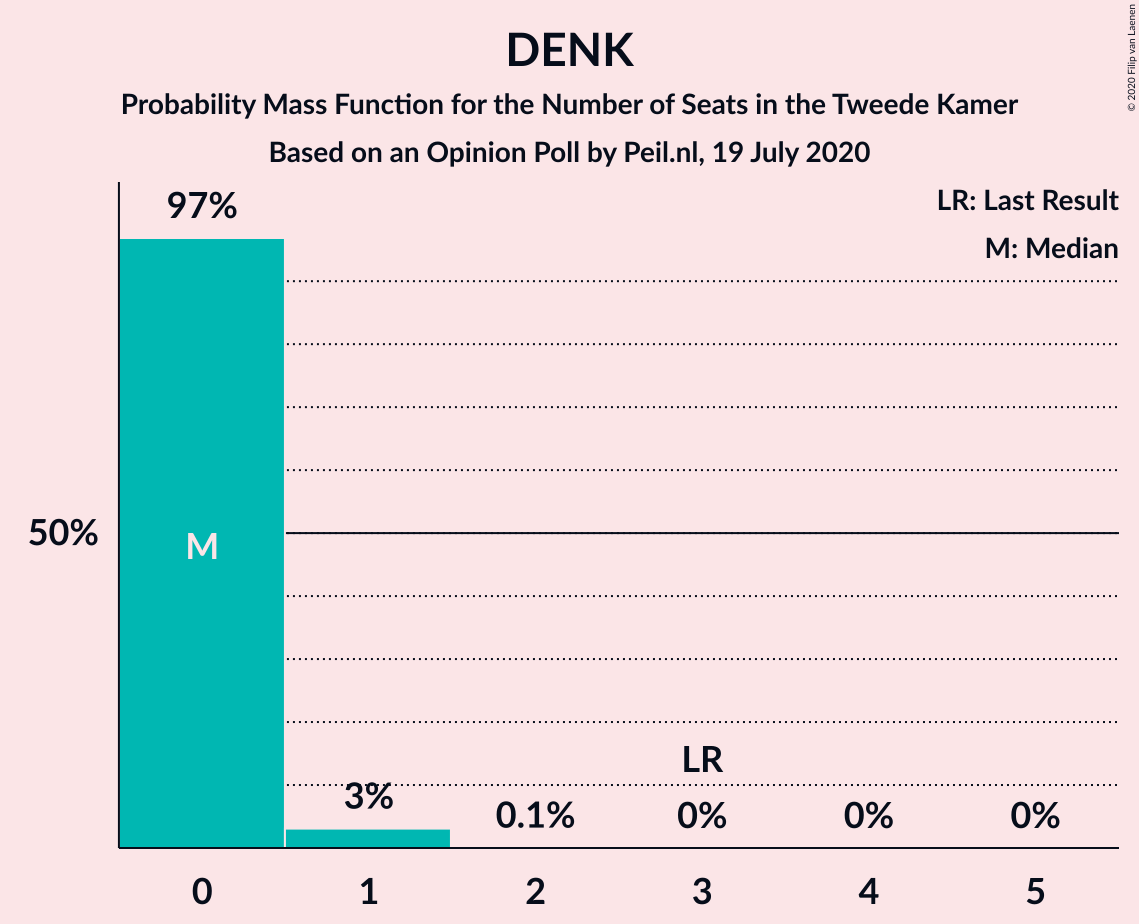 DENK
Probability Mass Function for the Number of Seats in the Tweede Kamer
Based on an Opinion Poll by Peil.nl, 19 July 2020
© 2020 Filip van Laenen
LR: Last Result
M: Median
97%
50%
M
LR
3%
0.1%
0%
0%
0%
0
1
2
3
4
5